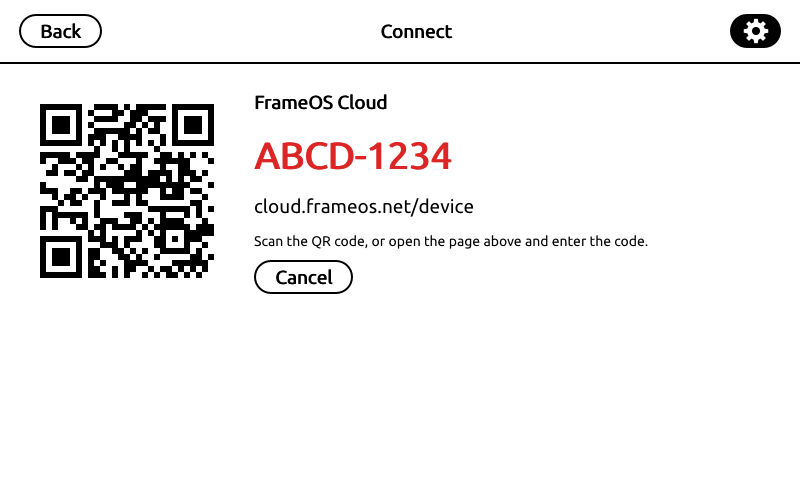 Back
Connect
FrameOS Cloud
ABCD-1234
cloud.frameos.net/device
Scan the QR code, or open the page above and enter the code.
Cancel